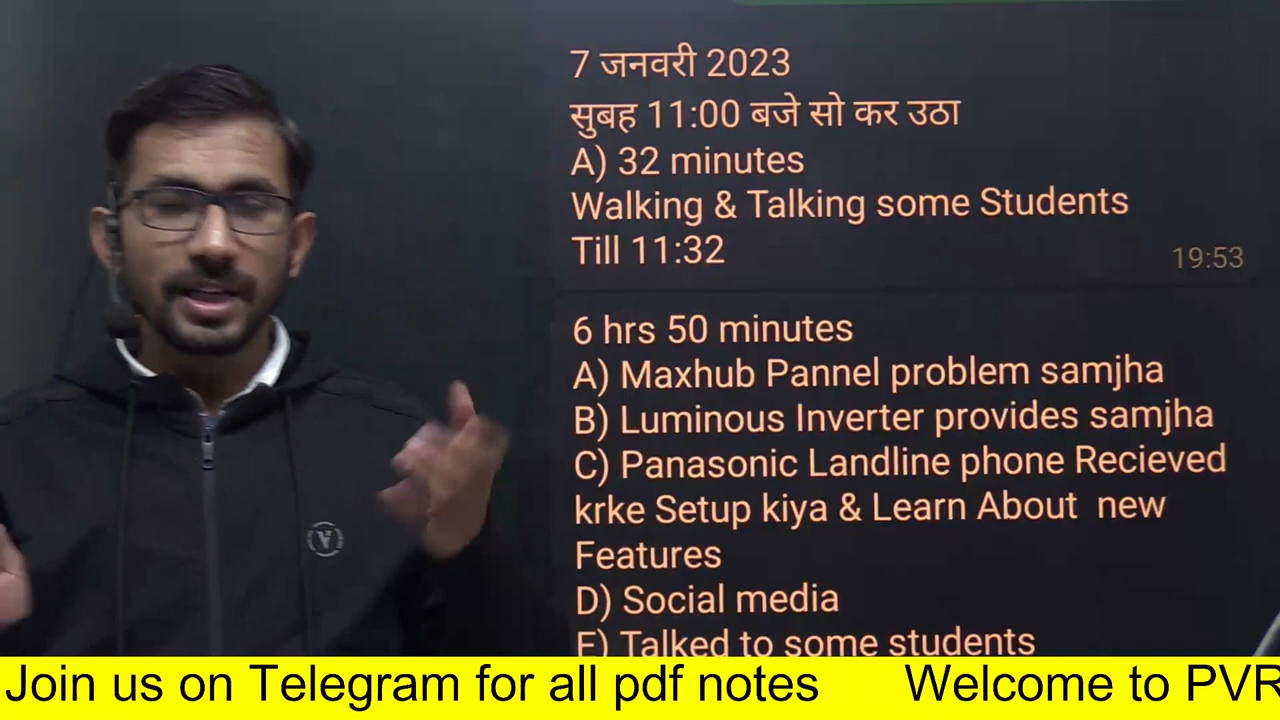 7 जनवरी 2023
सुबह 11:00 बजे सो कर उठा
A) 32 minutes
Walking & Talking some Students
Till 11:32
19:53
6 hrs 50 minutes
A) Maxhub Pannel problem samjha
B) Luminous Inverter provides samjha
C) Panasonic Landline phone Recieved
krke Setup kiya & Learn About new
Features
D) Social media
E) Talked to some students
Join us on Telegram for all pdf notes Welcome to PVR